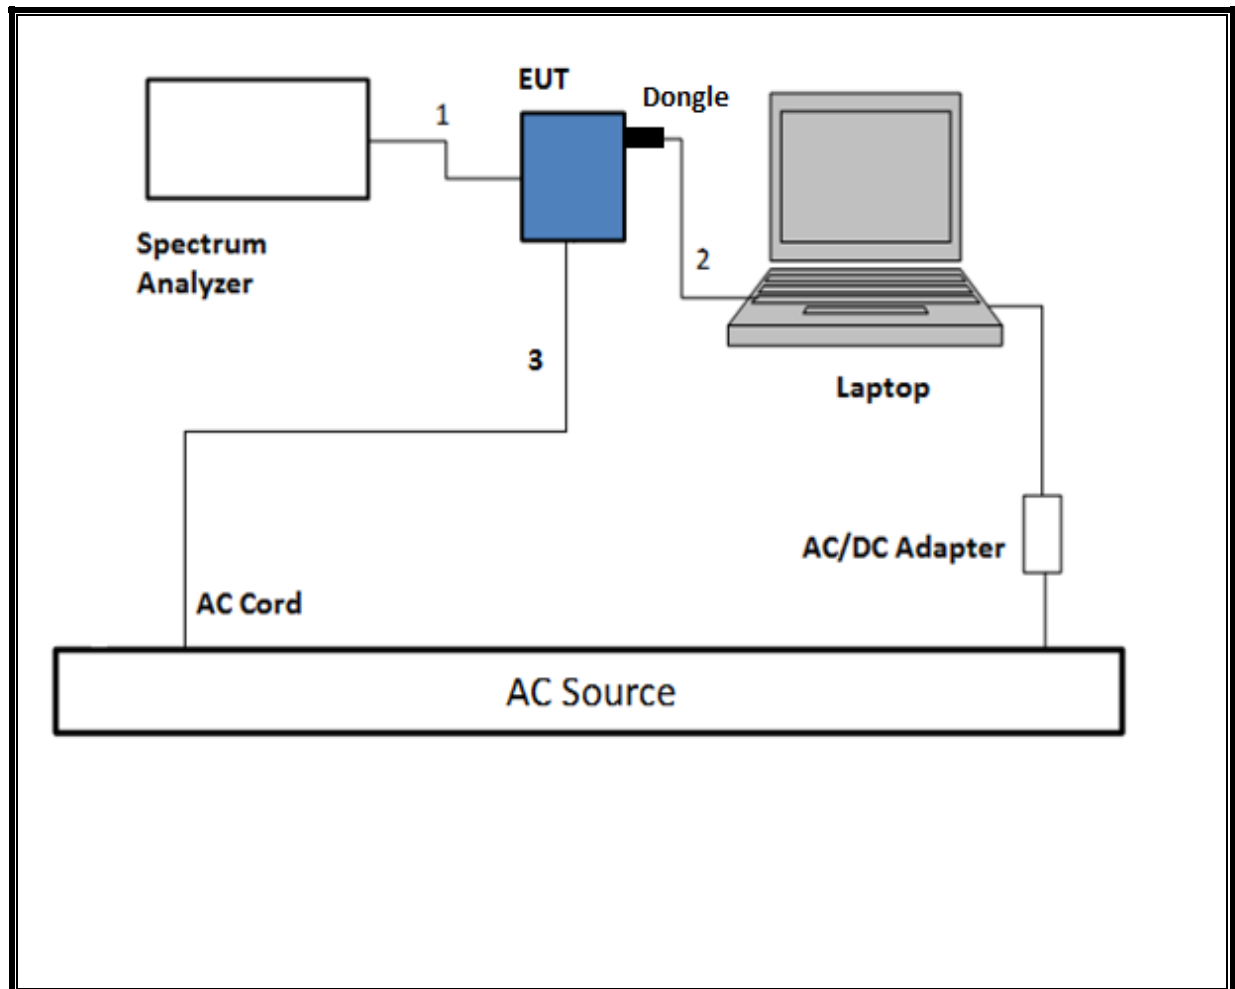 EUT
Dongle
1
Spectrum
Analyzer
2
3
Laptop
AC/DC Adapter
AC Cord
AC Source